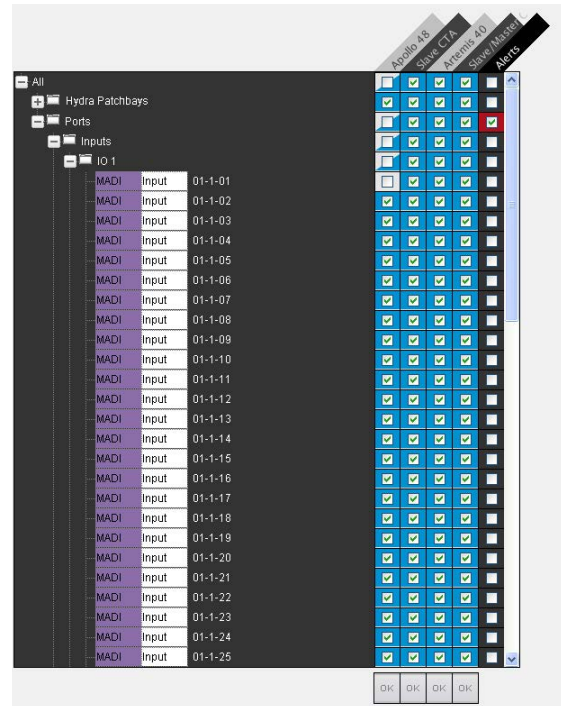 Apollo 48
Slave CTA
Artemis 40
Slave/Master
Alerts
All
Hydra Patchbays
Ports
Inputs
IO 1
MADI Input 01-1-01
MADI Input 01-1-02
MADI Input 01-1-03
MADI Input 01-1-04
MADI Input 01-1-05
MADI Input 01-1-06
MADI Input 01-1-07
MADI Input 01-1-08
MADI Input 01-1-09
MADI Input 01-1-10
MADI Input 01-1-11
MADI Input 01-1-12
MADI Input 01-1-13
MADI Input 01-1-14
MADI Input 01-1-15
MADI Input 01-1-16
MADI Input 01-1-17
MADI Input 01-1-18
MADI Input 01-1-19
MADI Input 01-1-20
MADI Input 01-1-21
MADI Input 01-1-22
MADI Input 01-1-23
MADI Input 01-1-24
MADI Input 01-1-25
OK OK OK OK